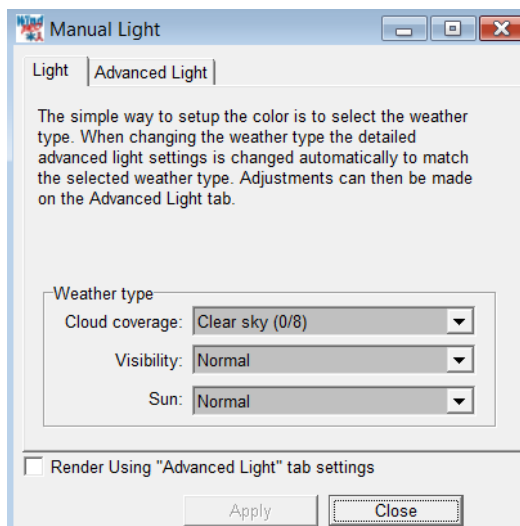 Manual Light
Light
Advanced Light
The simple way to setup the color is to select the weather
type. When changing the weather type the detailed
advanced light settings is changed automatically to match
the selected weather type. Adjustments can then be made
on the Advanced Light tab.
Weather type
Cloud coverage: Clear sky (0/8)
Visibility: Normal
Sun: Normal
Render Using "Advanced Light" tab settings
Apply
Close